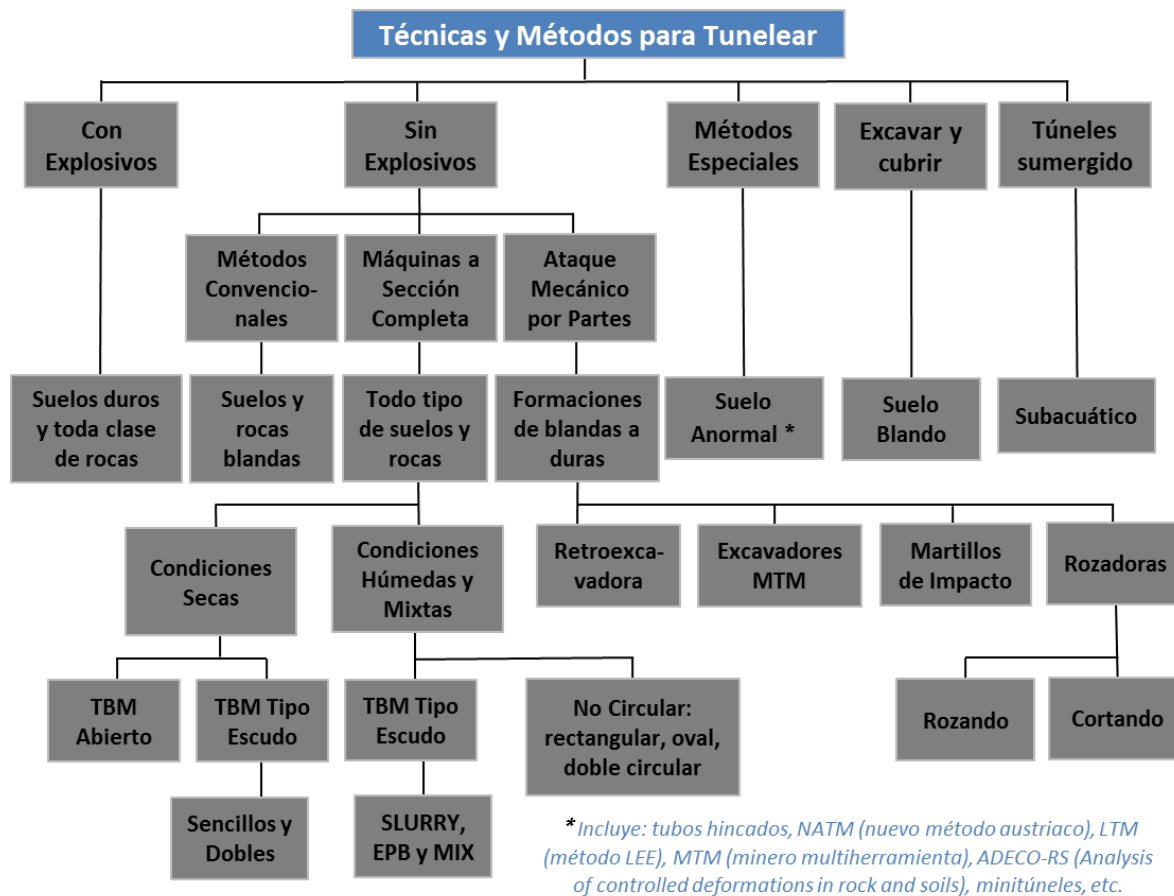 Técnicas y Métodos para Tunelear
Con
Explosivos
Sin
Explosivos
Métodos
Especiales
Excavar y
cubrir
Túneles
sumergido
Métodos
Convencio-
nales
Máquinas a
Sección
Completa
Ataque
Mecánico
por Partes
Suelos duros
y toda clase
de rocas
Suelos y
rocas
blandas
Todo tipo
de suelos y
rocas
Formaciones
de blandas a
duras
Suelo
Anormal *
Suelo
Blando
Subacuático
Condiciones
Secas
Condiciones
Húmedas y
Mixtas
Retroexca-
vadora
Excavadores
MTM
Martillos
de Impacto
Rozadoras
TBM
Abierto
TBM Tipo
Escudo
TBM Tipo
Escudo
No Circular:
rectangular, oval,
doble circular
Rozando
Cortando
Sencillos y
Dobles
SLURRY,
EPB y MIX
* Incluye: tubos hincados, NATM (nuevo método austriaco), LTM
(método LEE), MTM (minero multiherramienta), ADECO-RS (Analysis
of controlled deformations in rock and soils), minitúneles, etc.